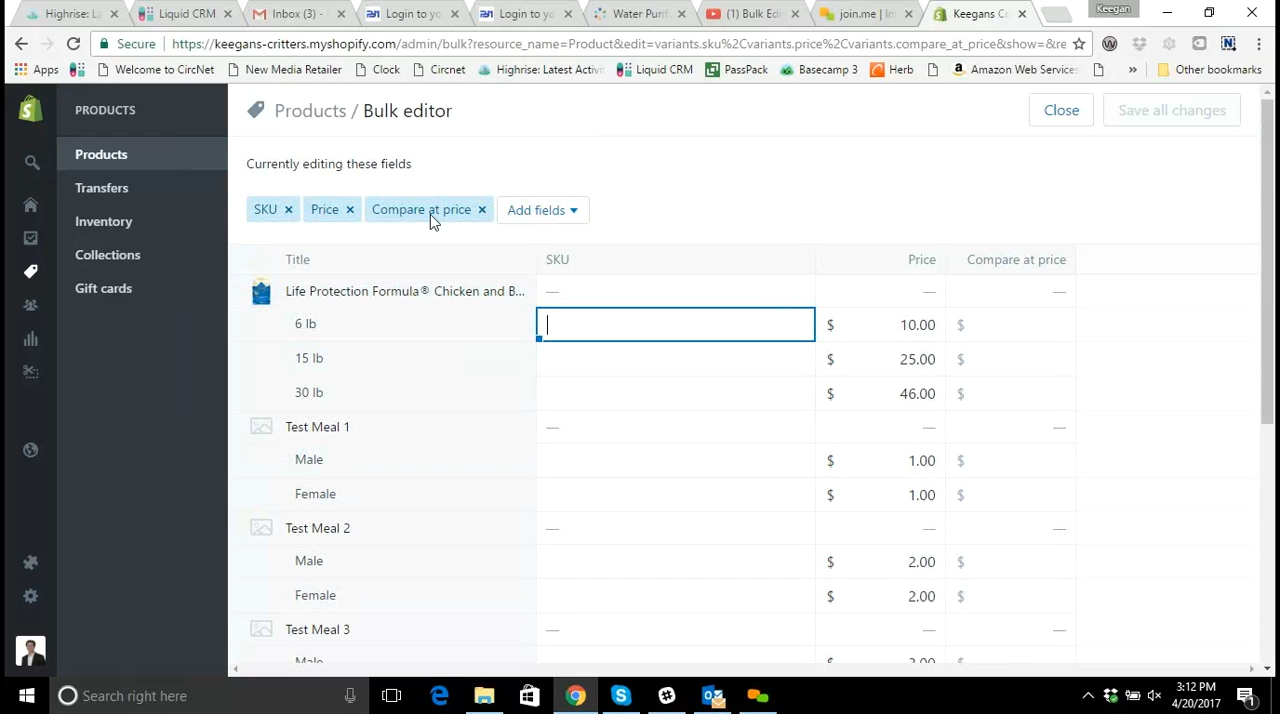 Highrise: La
Liquid CRM
Inbox (3) -
Login to yo
Login to yo
Water Puri
(1) Bulk Edi
join.me | In
Keegans C
Keegan
Secure
https://keegans-critters.myshopify.com/admin/bulk?resource_name=Product&edit=variants.sku%2Cvariants.price%2Cvariants.compare_at_price&show=&re
Apps
Welcome to CircNet
New Media Retailer
Clock
Circnet
Highrise: Latest Activi
Liquid CRM
PassPack
Basecamp 3
Herb
Amazon Web Services
»
Other bookmarks
PRODUCTS
Products
Transfers
Inventory
Collections
Gift cards
Products / Bulk editor
Close
Save all changes
Currently editing these fields
SKU ×
Price ×
Compare at price ×
Add fields
Title
SKU
Price
Compare at price
Life Protection Formula® Chicken and B... — — —
6 lb $ 10.00 $
15 lb $ 25.00 $
30 lb $ 46.00 $
Test Meal 1 — — —
Male $ 1.00 $
Female $ 1.00 $
Test Meal 2 — — —
Male $ 2.00 $
Female $ 2.00 $
Test Meal 3 — — —
Male $ 3.00 $
Search right here
3:12 PM
4/20/2017
1